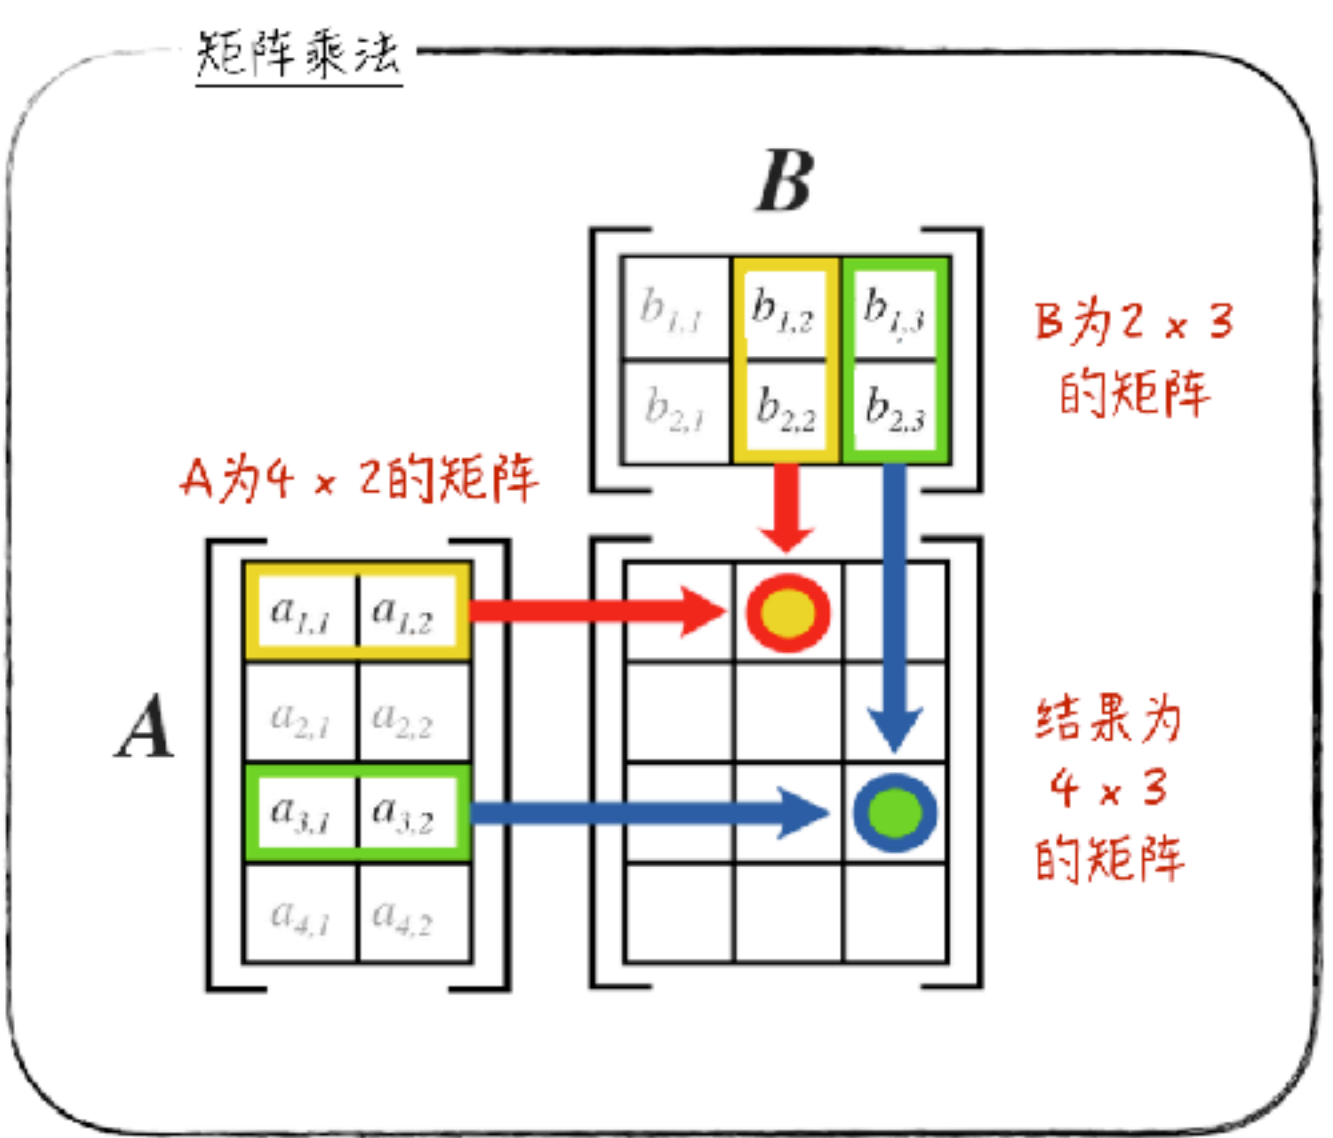 矩阵乘法
B
b1,1 b1,2 b1,3
b2,1 b2,2 b2,3
B为2 x 3
的矩阵
A为4 x 2的矩阵
A
a1,1 a1,2
a2,1 a2,2
a3,1 a3,2
a4,1 a4,2
结果为
4 x 3
的矩阵